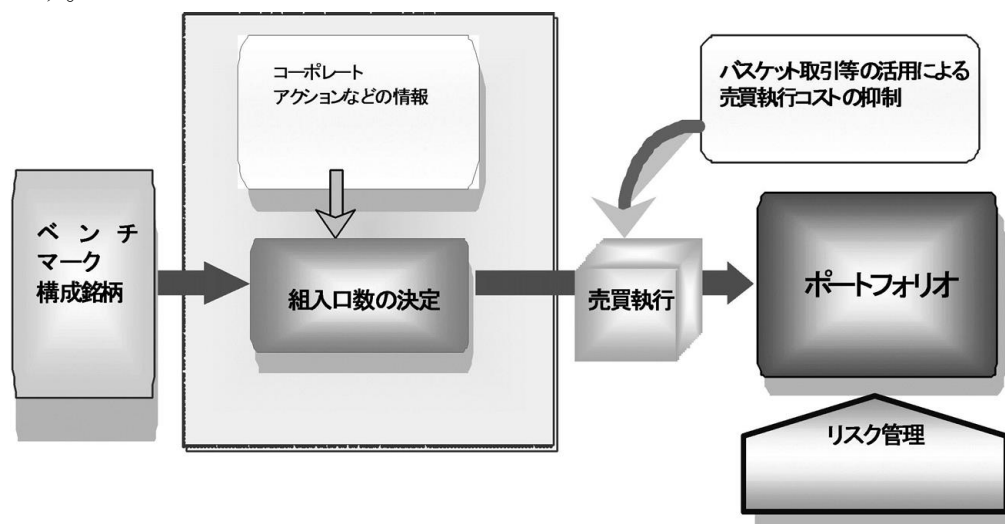 コーポレート
アクションなどの情報
バスケット取引等の活用による
売買執行コストの抑制
ベンチ
マーク
構成銘柄
組入口数の決定
売買執行
ポートフォリオ
リスク管理